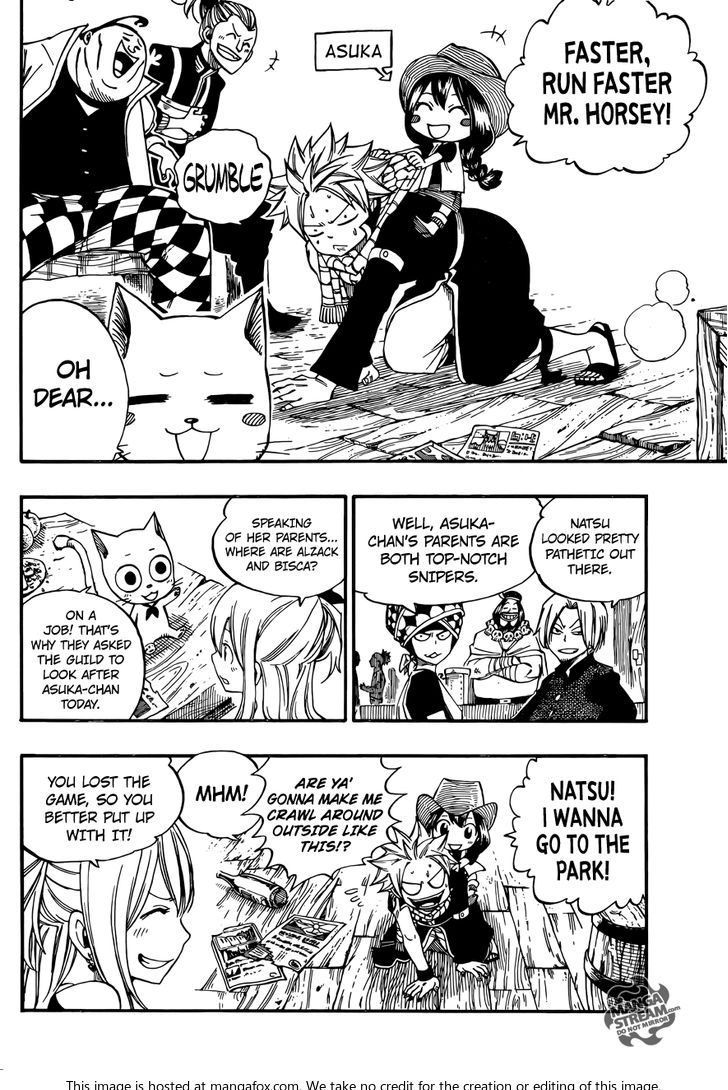 FASTER,
RUN FASTER
MR. HORSEY!
ASUKA
GRUMBLE
OH
DEAR...
NATSU
LOOKED PRETTY
PATHETIC OUT
THERE.
WELL, ASUKA-
CHAN'S PARENTS ARE
BOTH TOP-NOTCH
SNIPERS.
SPEAKING
OF HER PARENTS...
WHERE ARE ALZACK
AND BISCA?
ON A
JOB! THAT'S
WHY THEY ASKED
THE GUILD TO
LOOK AFTER
ASUKA-CHAN
TODAY.
NATSU!
I WANNA
GO TO THE
PARK!
ARE YA'
GONNA MAKE ME
CRAWL AROUND
OUTSIDE LIKE
THIS!?
MHM!
YOU LOST THE
GAME, SO YOU
BETTER PUT UP
WITH IT!
MANGA
STREAM.com
DO NOT MIRROR
This image is hosted at mangafox.com. We take no credit for the creation or editing of this image.